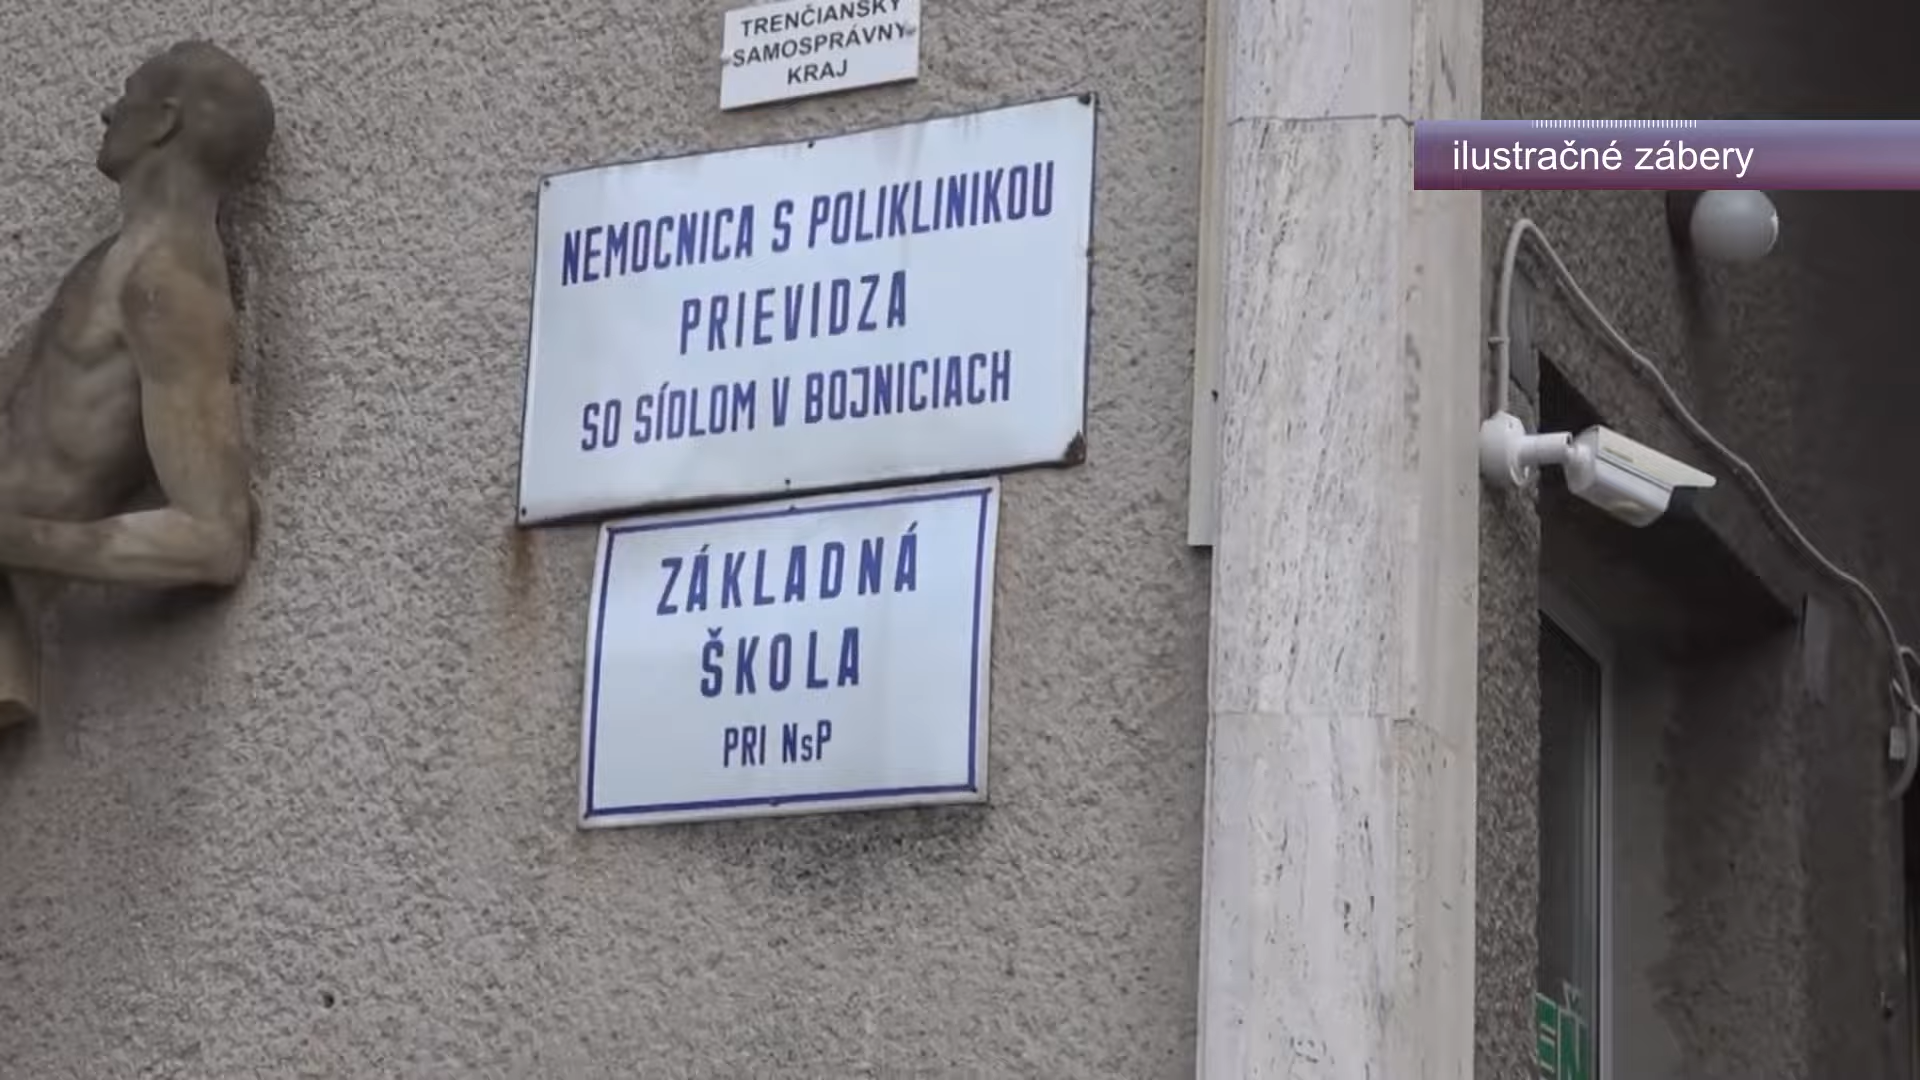 TRENČIANSKY
SAMOSPRÁVNY
KRAJ
ilustračné zábery
NEMOCNICA S POLIKLINIKOU
PRIEVIDZA
SO SÍDLOM V BOJNICIACH
ZÁKLADNÁ
ŠKOLA
PRI NsP